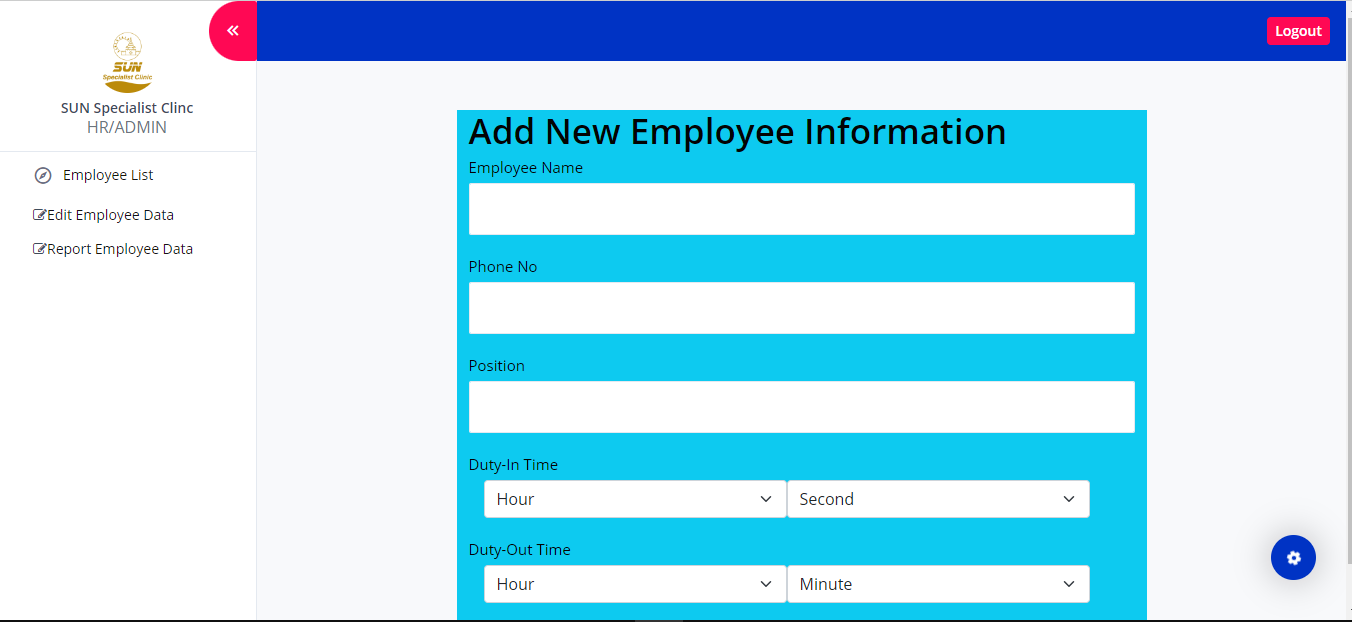 «
Logout
SUN
Specialist Clinic
SUN Specialist Clinc
HR/ADMIN
Employee List
Edit Employee Data
Report Employee Data
Add New Employee Information
Employee Name
Phone No
Position
Duty-In Time
Hour Second
Duty-Out Time
Hour Minute